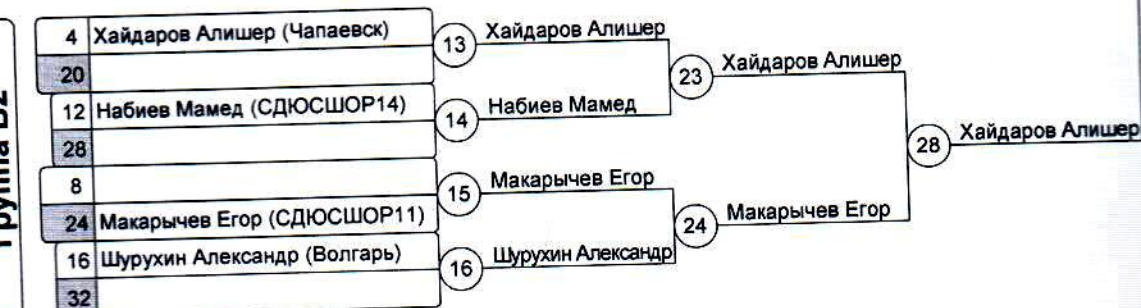 Группа B2
4 Хайдаров Алишер (Чапаевск)
20
12 Набиев Мамед (СДЮСШОР14)
28
8
24 Макарычев Егор (СДЮСШОР11)
16 Шурухин Александр (Волгарь)
32
13 Хайдаров Алишер
14 Набиев Мамед
15 Макарычев Егор
16 Шурухин Александр
23 Хайдаров Алишер
24 Макарычев Егор
28 Хайдаров Алишер